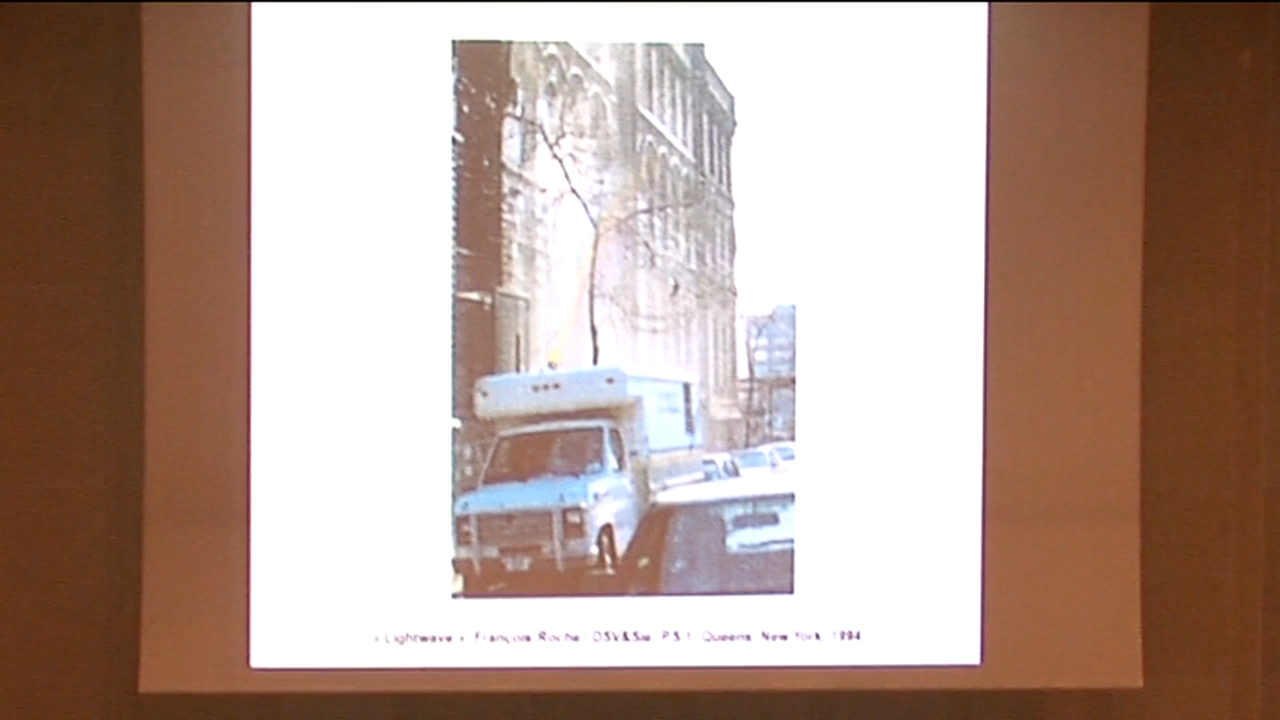 « Lightwave », François Roche, DSV&Sie, P.S.1, Queens, New York, 1994